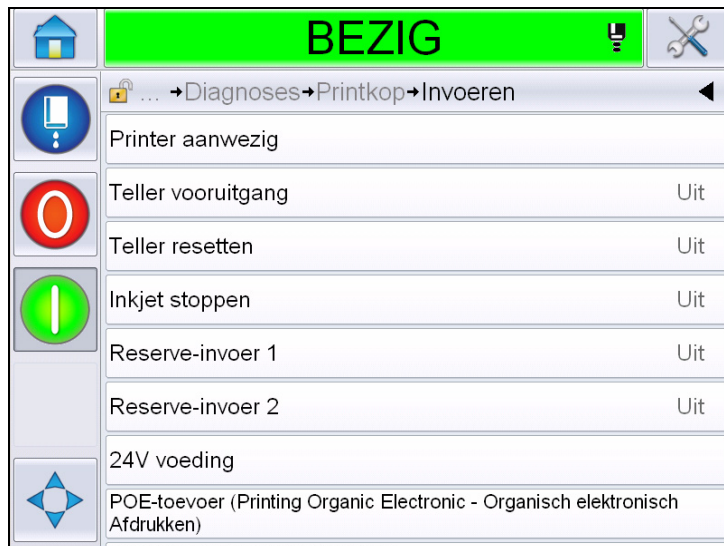 BEZIG
... →Diagnoses→Printkop→Invoeren
Printer aanwezig
Teller vooruitgang Uit
Teller resetten Uit
Inkjet stoppen Uit
Reserve-invoer 1 Uit
Reserve-invoer 2 Uit
24V voeding
POE-toevoer (Printing Organic Electronic - Organisch elektronisch
Afdrukken)